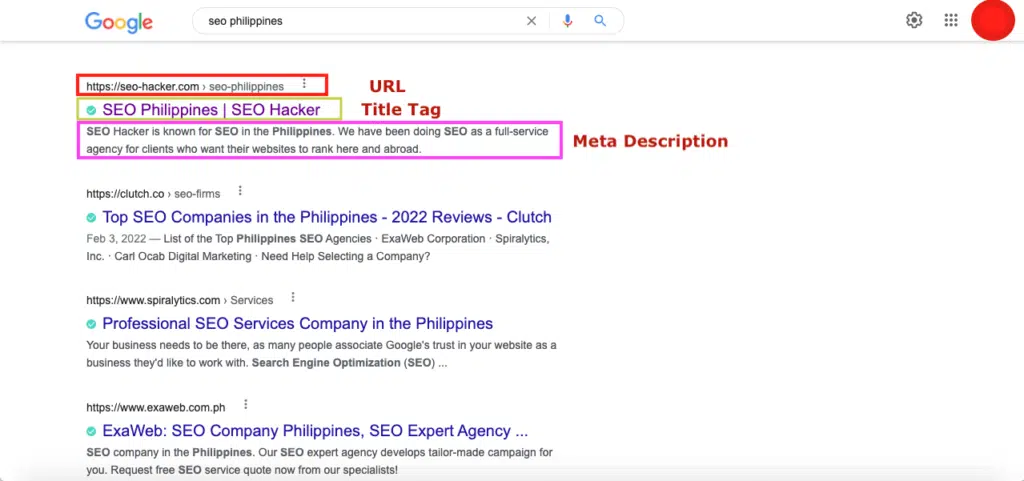 Google
seo philippines
https://seo-hacker.com › seo-philippines
URL
SEO Philippines | SEO Hacker
Title Tag
SEO Hacker is known for SEO in the Philippines. We have been doing SEO as a full-service
agency for clients who want their websites to rank here and abroad.
Meta Description
https://clutch.co › seo-firms
Top SEO Companies in the Philippines - 2022 Reviews - Clutch
Feb 3, 2022 — List of the Top Philippines SEO Agencies · ExaWeb Corporation · Spiralytics,
Inc. · Carl Ocab Digital Marketing · Need Help Selecting a Company?
https://www.spiralytics.com › Services
Professional SEO Services Company in the Philippines
Your business needs to be there, as many people associate Google's trust in your website as a
business they'd like to work with. Search Engine Optimization (SEO) ...
https://www.exaweb.com.ph
ExaWeb: SEO Company Philippines, SEO Expert Agency ...
SEO company in the Philippines. Our SEO expert agency develops tailor-made campaign for
you. Request free SEO service quote now from our specialists!